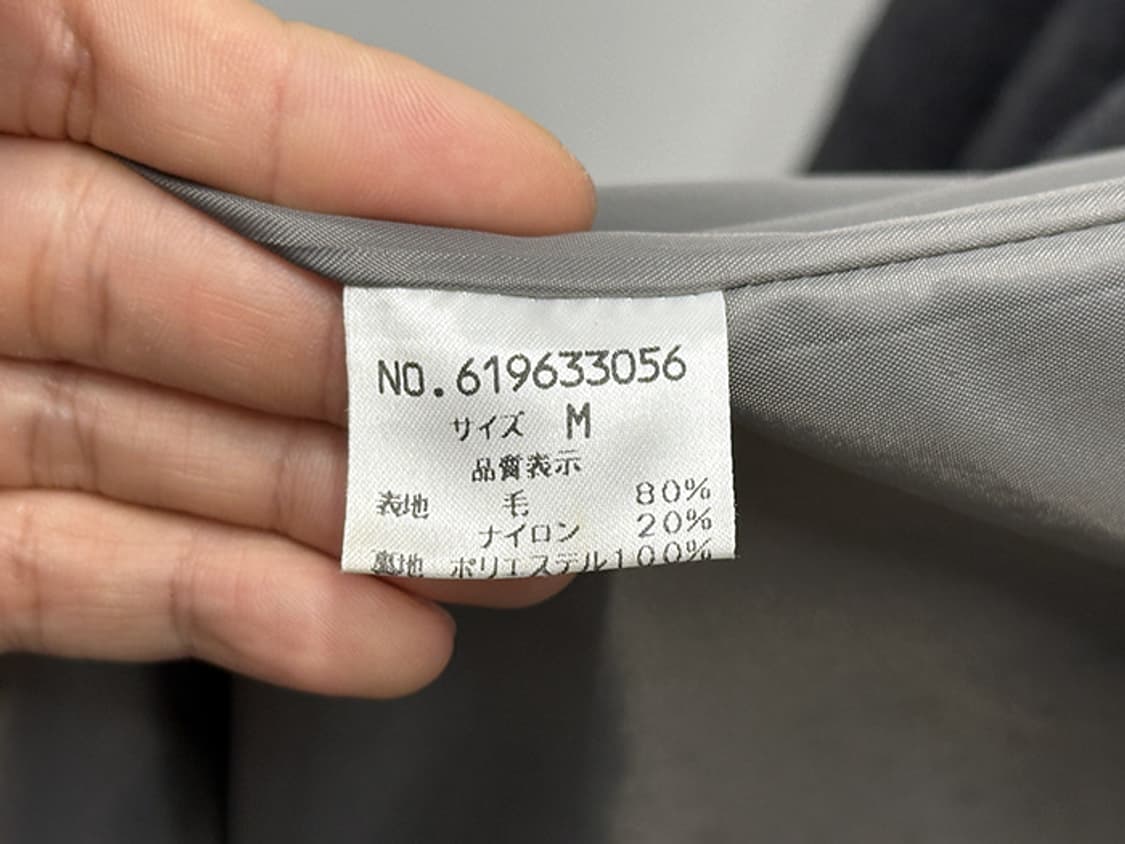 NO.619633056
サイズ M
品質表示
表地 毛 80%
ナイロン 20%
裏地 ポリエステル100%